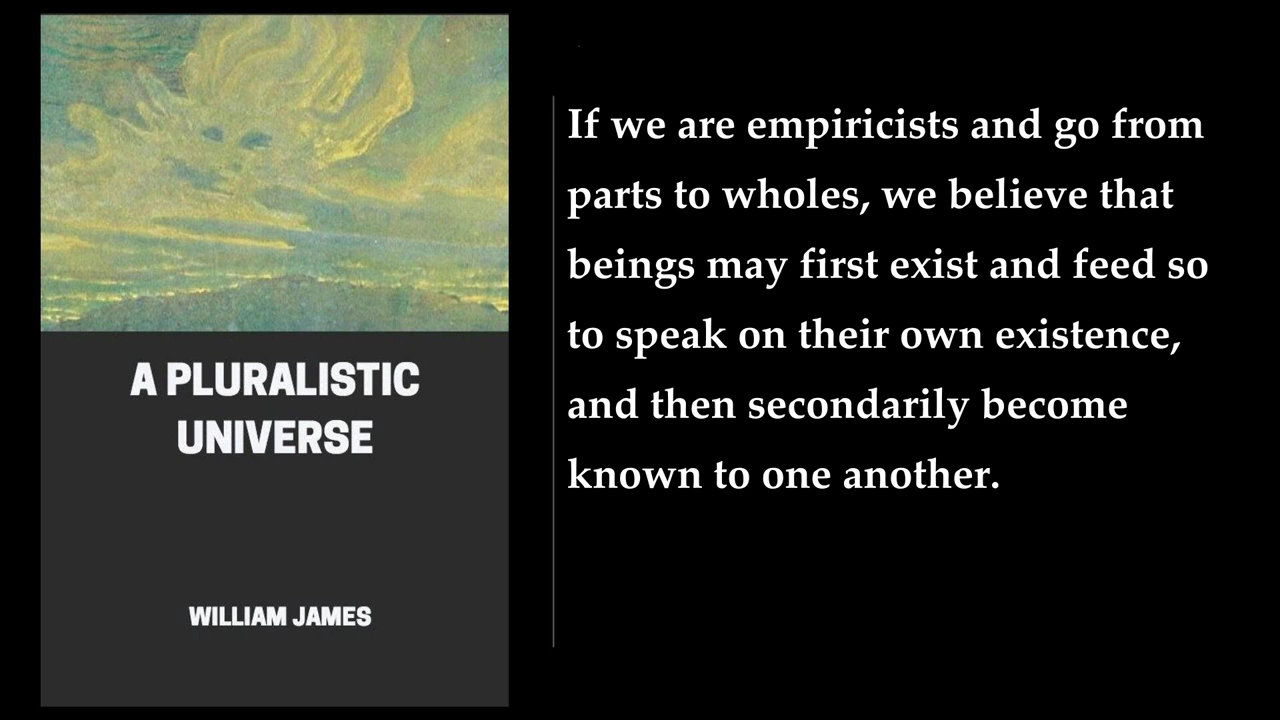 A PLURALISTIC
UNIVERSE
WILLIAM JAMES
If we are empiricists and go from
parts to wholes, we believe that
beings may first exist and feed so
to speak on their own existence,
and then secondarily become
known to one another.